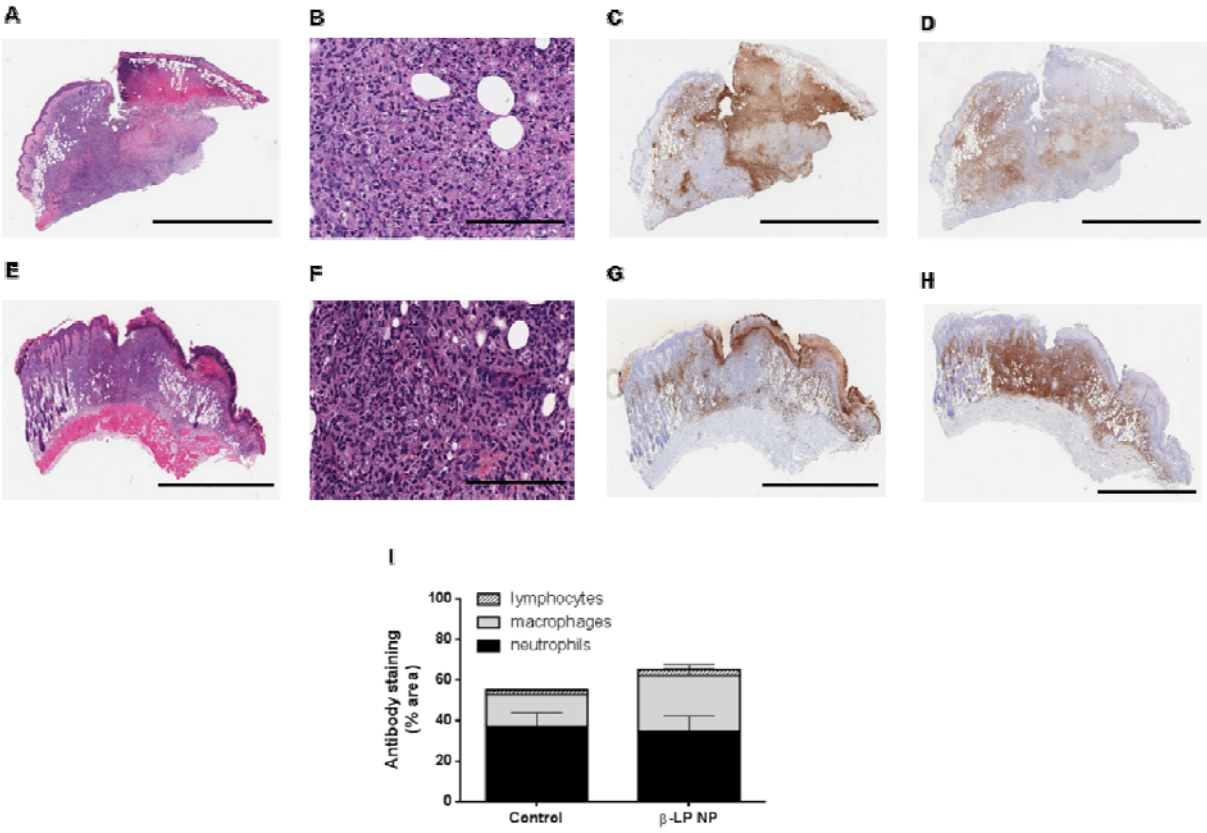 A
B
C
D
E
F
G
H
I
lymphocytes
macrophages
neutrophils
Antibody staining
(% area)
100
80
60
40
20
0
Control
β-LP NP